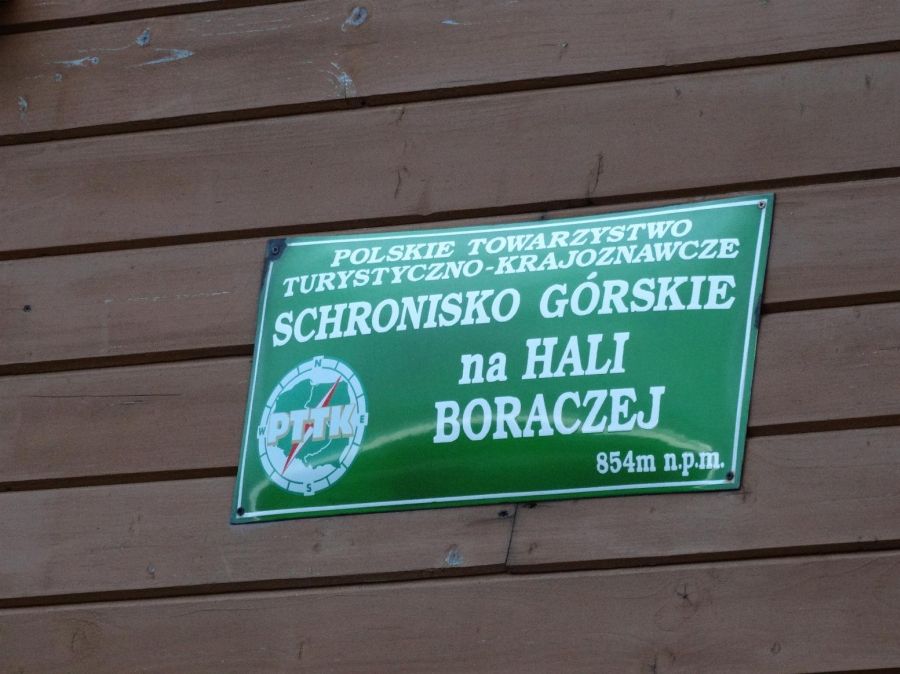 POLSKIE TOWARZYSTWO
TURYSTYCZNO-KRAJOZNAWCZE
SCHRONISKO GÓRSKIE
na HALI
BORACZEJ
854m n.p.m.
N
W PTTK E
S